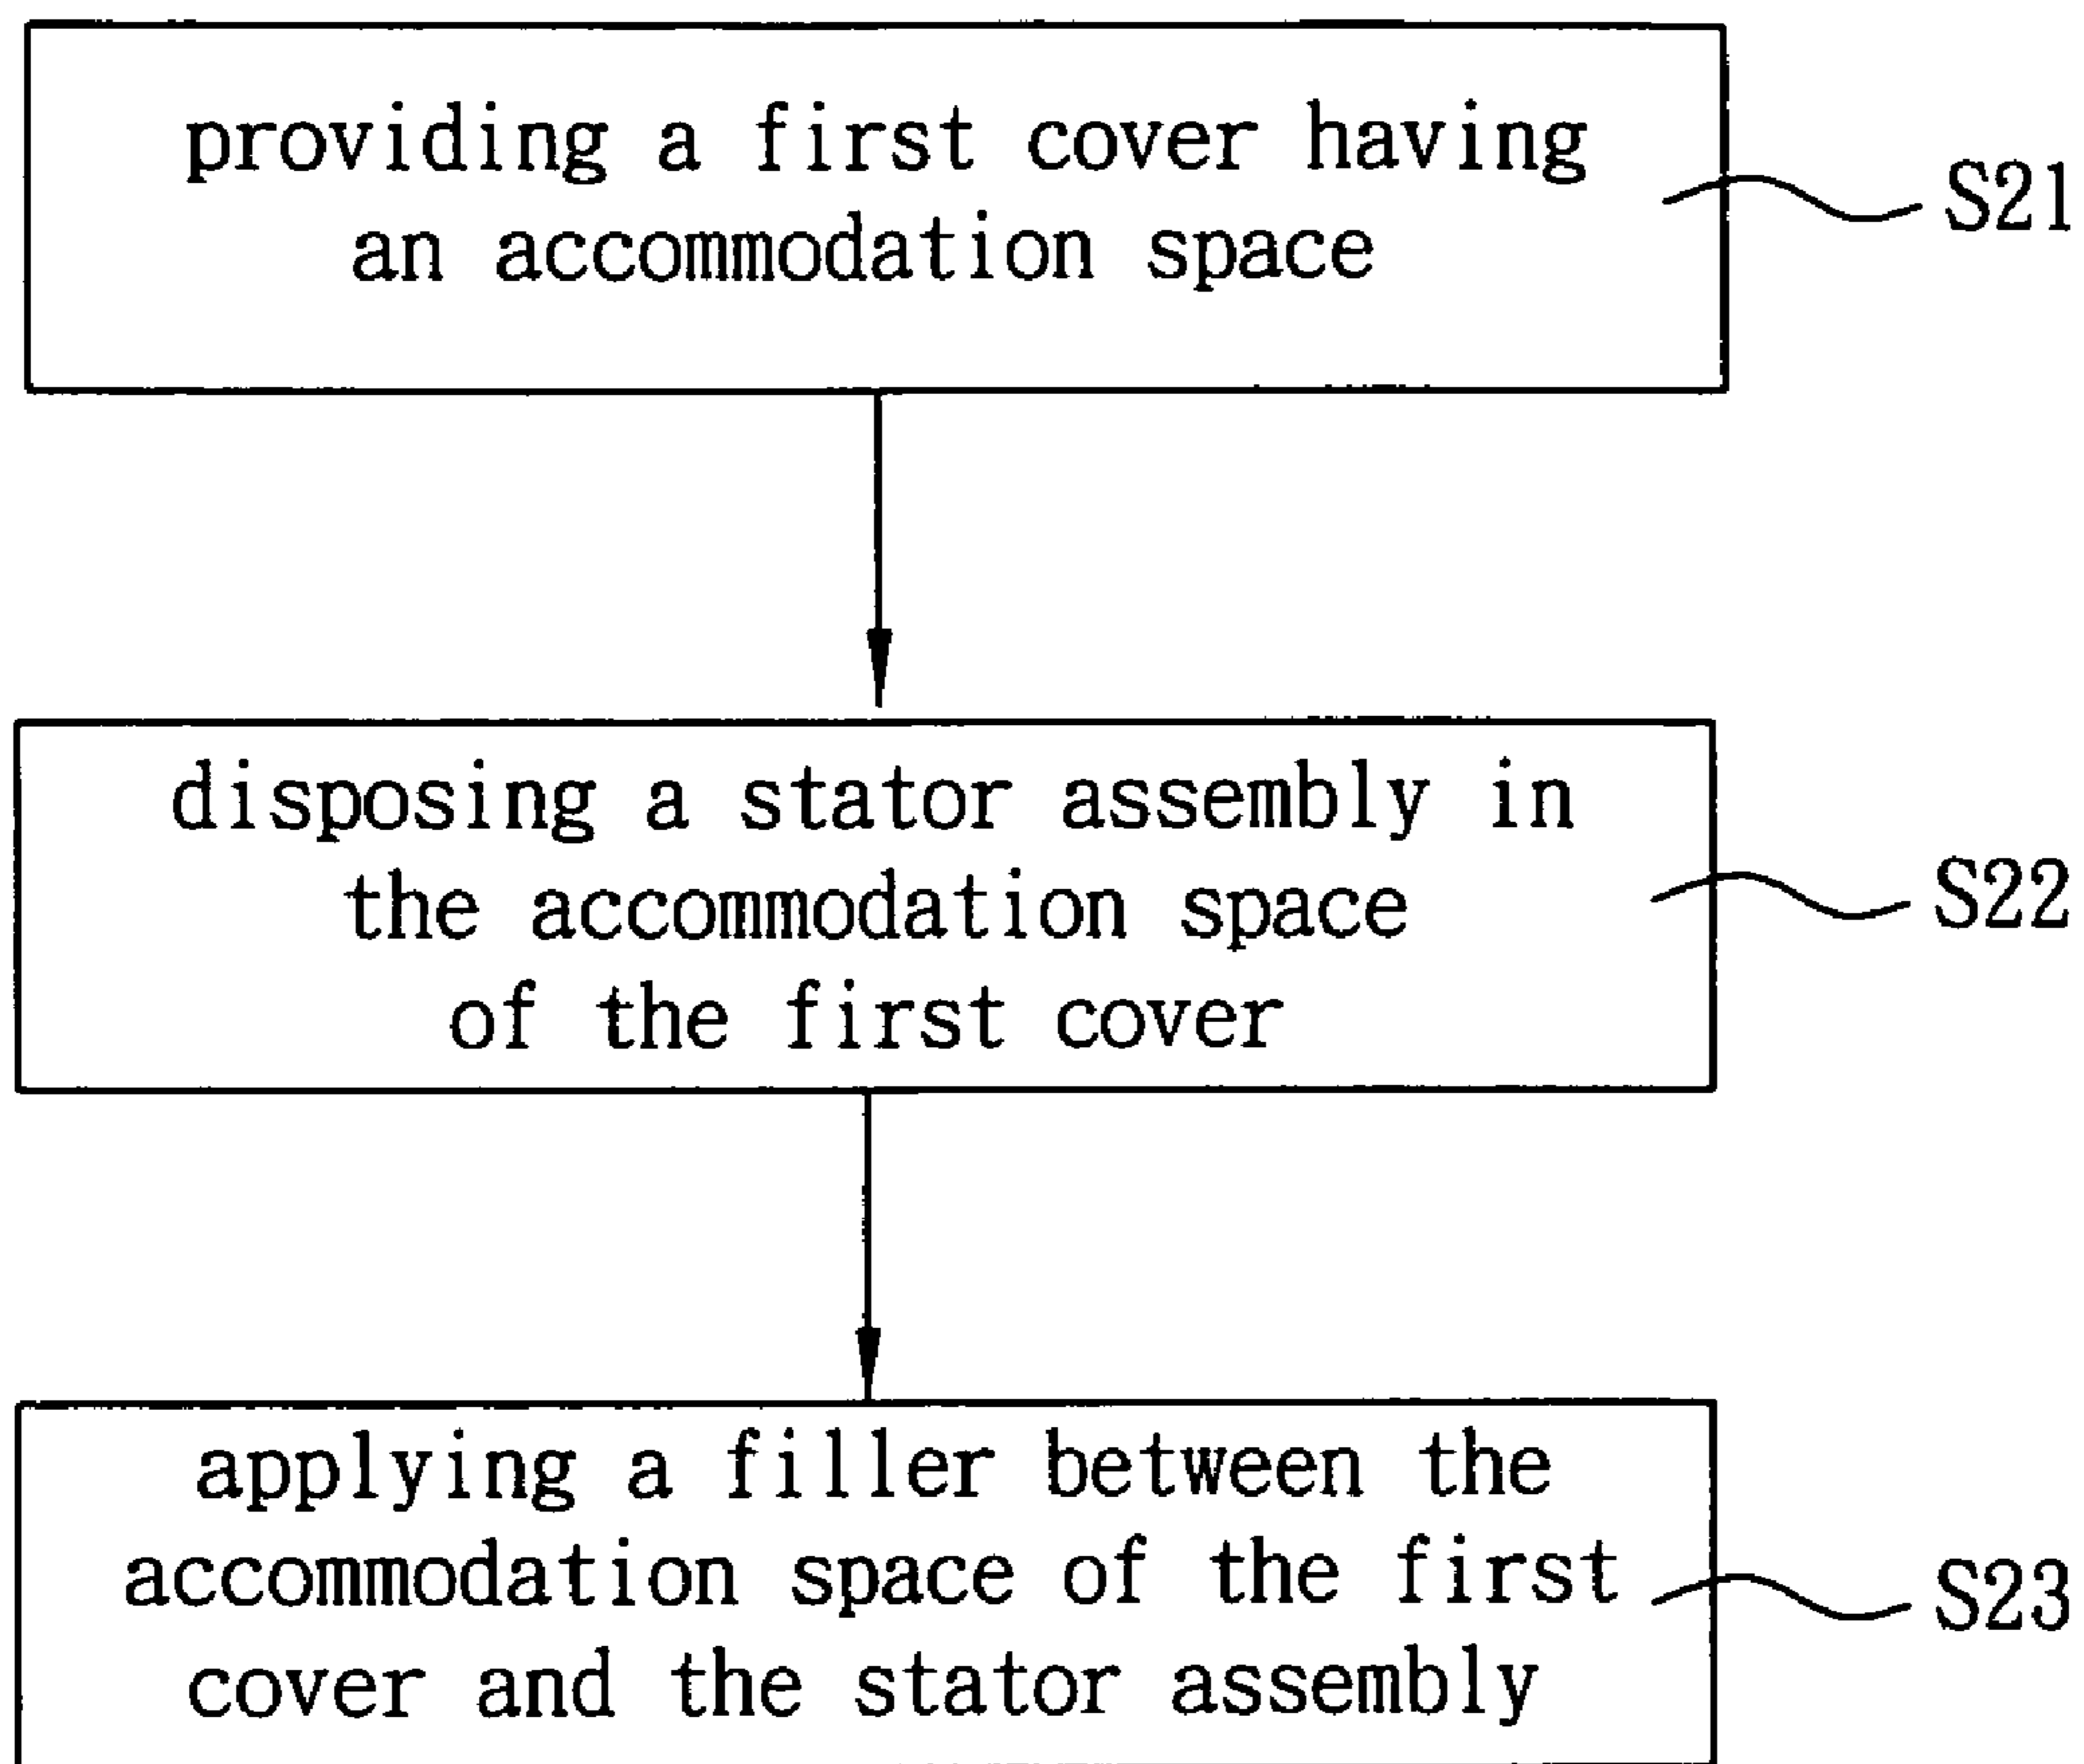 providing a first cover having
an accommodation space
S21
disposing a stator assembly in
the accommodation space
of the first cover
S22
applying a filler between the
accommodation space of the first
cover and the stator assembly
S23